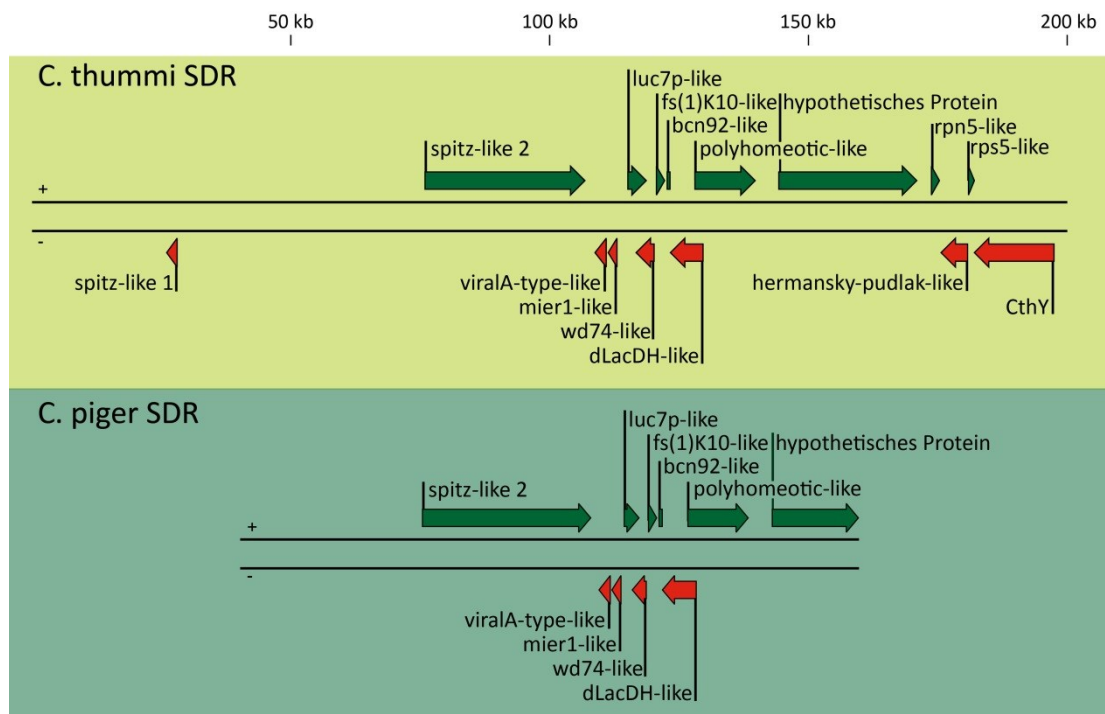 50 kb 100 kb 150 kb 200 kb
C. thummi SDR
luc7p-like
fs(1)K10-like hypothetisches Protein
bcn92-like rpn5-like
spitz-like 2 polyhomeotic-like rps5-like
+
-
spitz-like 1 viralA-type-like hermansky-pudlak-like
mier1-like CthY
wd74-like
dLacDH-like
C. piger SDR
luc7p-like
fs(1)K10-like hypothetisches Protein
bcn92-like
spitz-like 2 polyhomeotic-like
+
-
viralA-type-like
mier1-like
wd74-like
dLacDH-like